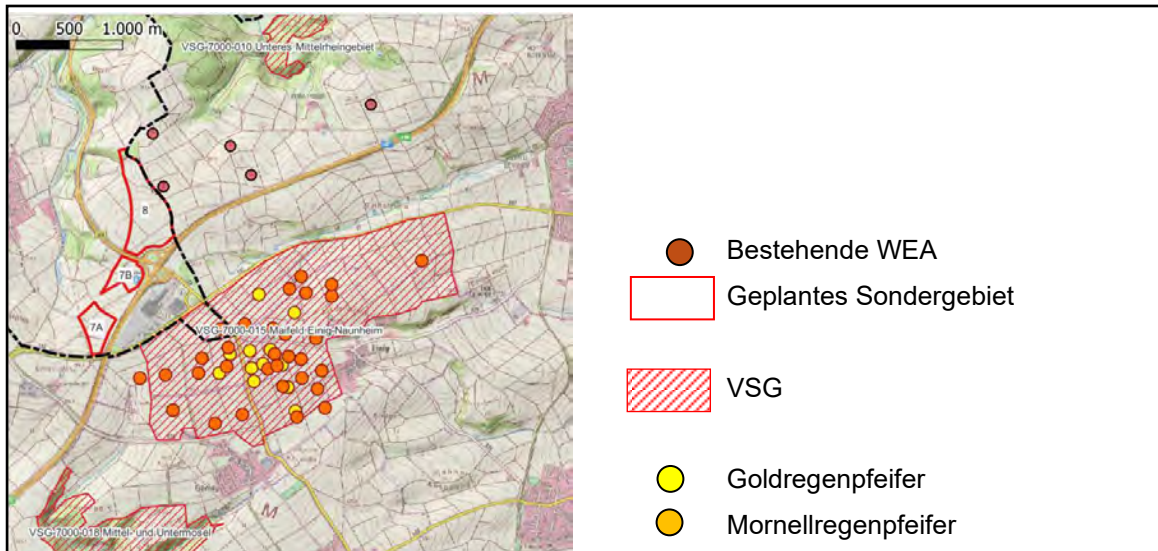 0 500 1.000 m
VSG-7000-010 Unteres Mittelrheingebiet
M
8
7B
7A
VSG-7000-015 Maifeld Einig-Naunheim
M
VSG-7000-018 Mittel- und Untermosel
Bestehende WEA
Geplantes Sondergebiet
VSG
Goldregenpfeifer
Mornellregenpfeifer